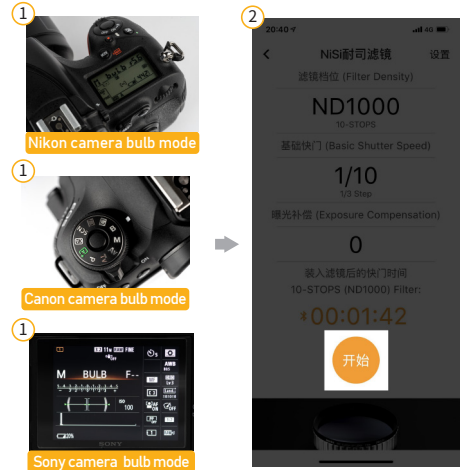 1
Nikon camera bulb mode
1
Canon camera bulb mode
1
M BULB F--
ISO 100
SONY
Sony camera bulb mode
2
20:40
4G
NiSi耐司滤镜
设置
滤镜档位 (Filter Density)
ND1000
10-STOPS
基础快门 (Basic Shutter Speed)
1/10
1/3 Step
曝光补偿 (Exposure Compensation)
0
装入滤镜后的快门时间
10-STOPS (ND1000) Filter:
*00:01:42
开始